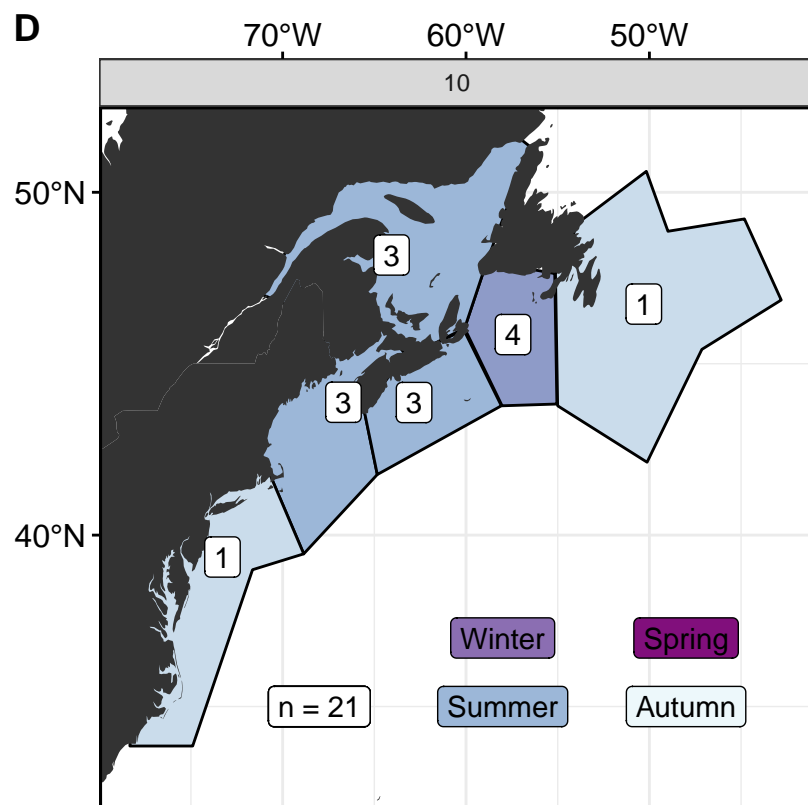 D
70°W 60°W 50°W
10
50°N
3
1
4
3 3
40°N
1
Winter Spring
n = 21 Summer Autumn